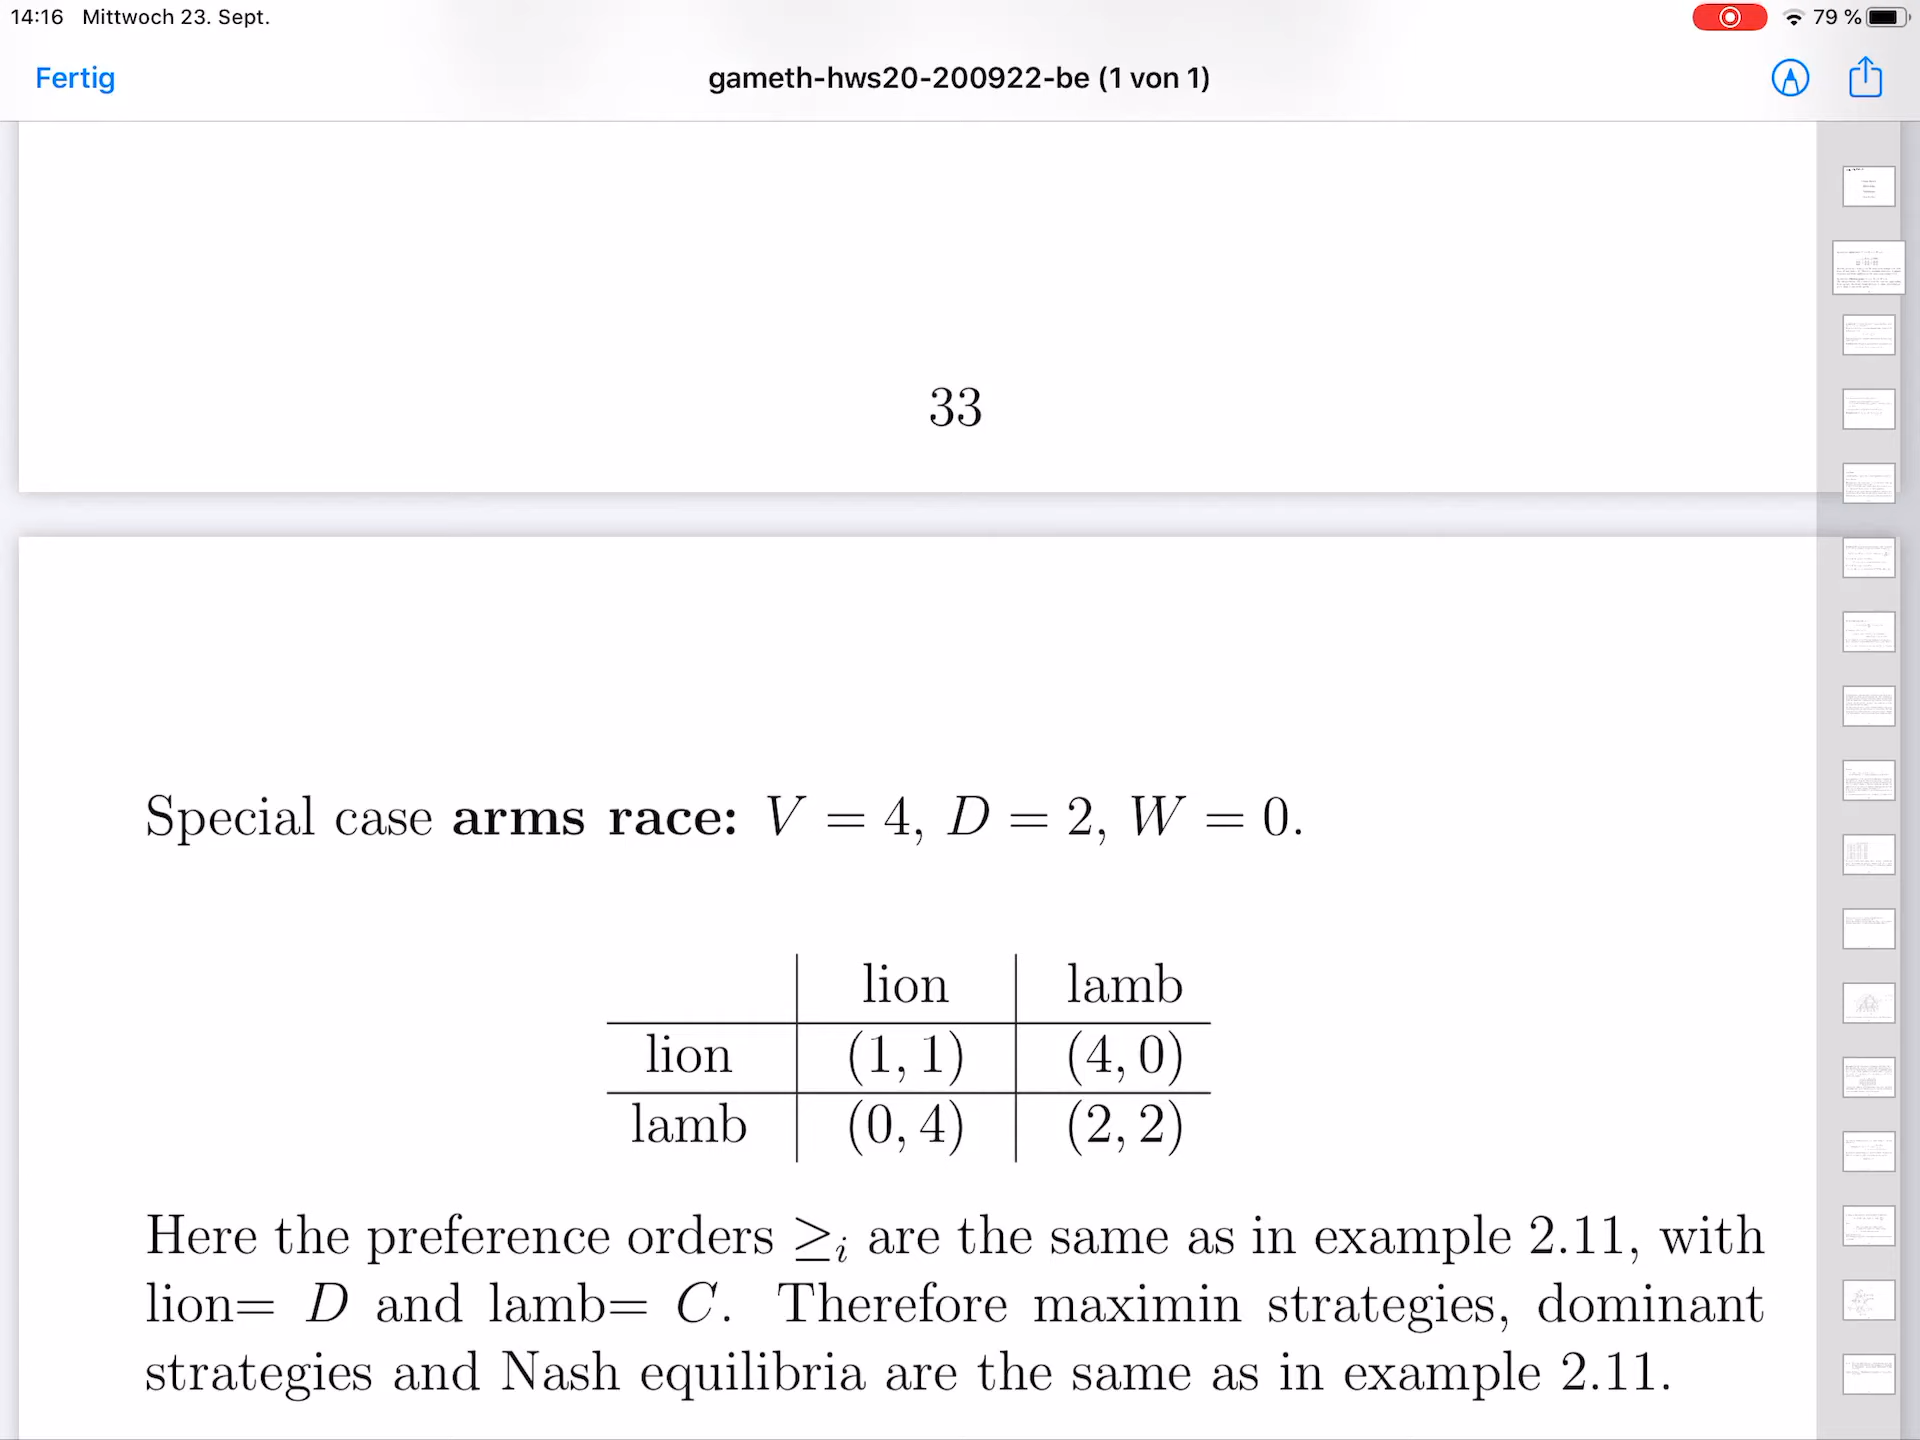 14:16 Mittwoch 23. Sept.
79 %
Fertig
gameth-hws20-200922-be (1 von 1)
33
Special case arms race: V = 4, D = 2, W = 0.
lion lamb
lion (1, 1) (4, 0)
lamb (0, 4) (2, 2)
Here the preference orders ≥ᵢ are the same as in example 2.11, with
lion= D and lamb= C. Therefore maximin strategies, dominant
strategies and Nash equilibria are the same as in example 2.11.